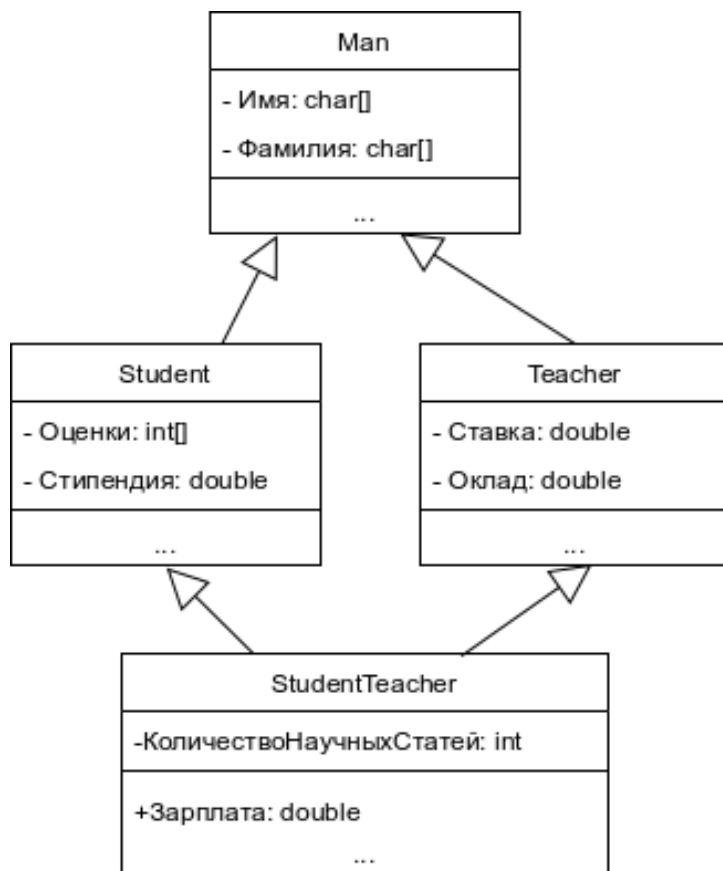 Man
- Имя: char[]
- Фамилия: char[]
...
Student
- Оценки: int[]
- Стипендия: double
...
Teacher
- Ставка: double
- Оклад: double
...
StudentTeacher
-КоличествоНаучныхСтатей: int
+Зарплата: double
...